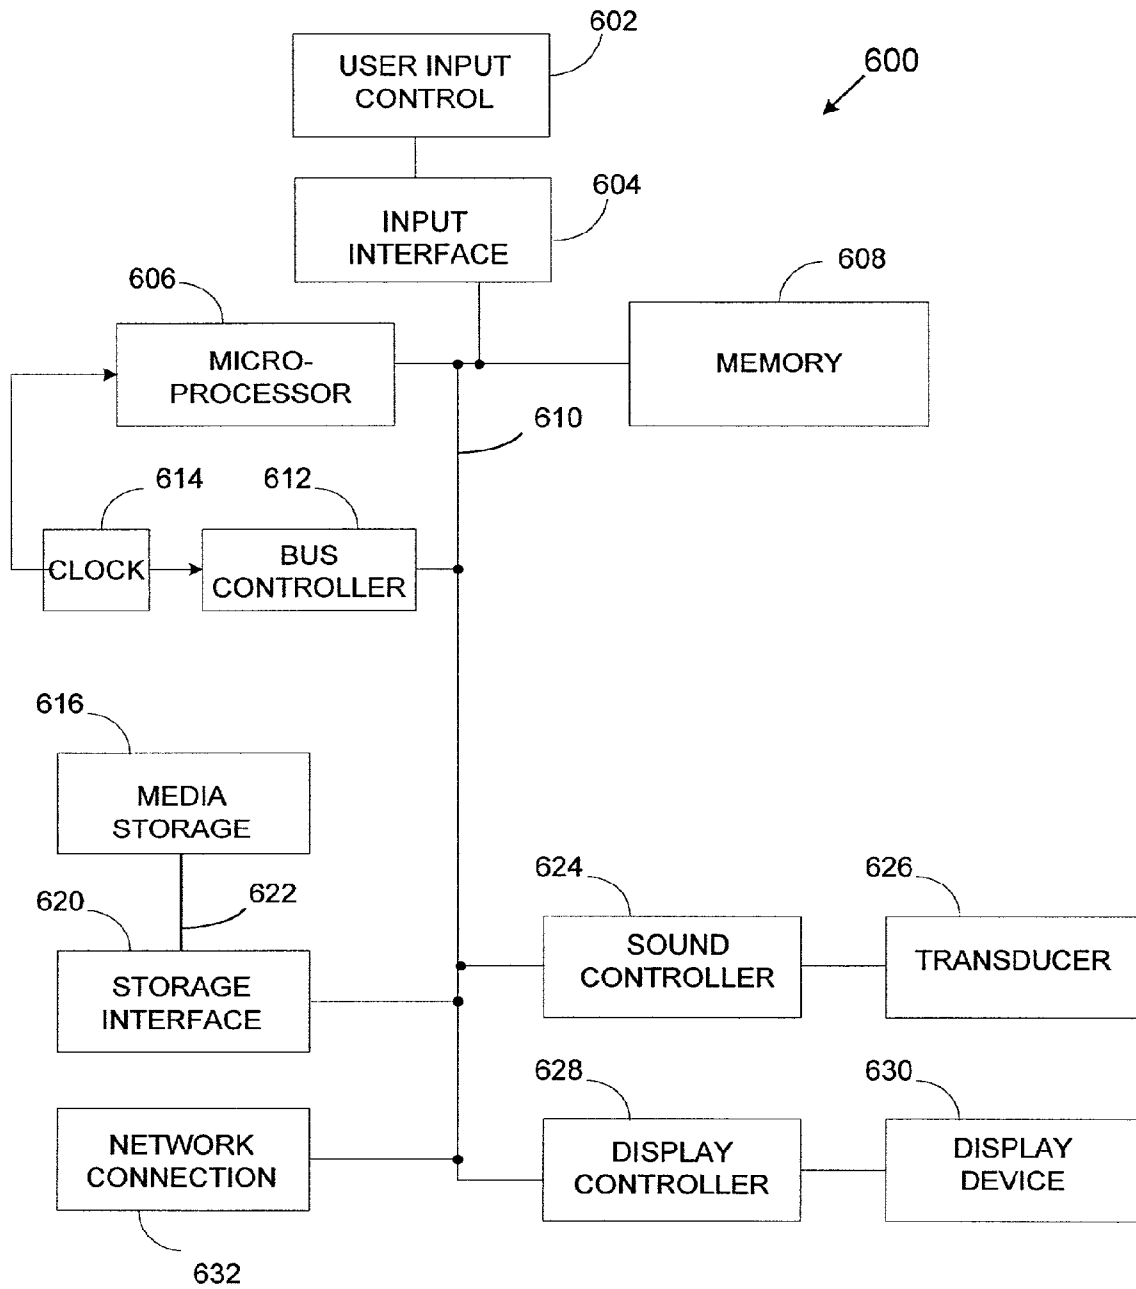 602
600
USER INPUT
CONTROL
604
INPUT
INTERFACE
606
608
MICRO-
PROCESSOR
MEMORY
610
614
612
CLOCK
BUS
CONTROLLER
616
MEDIA
STORAGE
620
622
STORAGE
INTERFACE
624
626
SOUND
CONTROLLER
TRANSDUCER
628
630
NETWORK
CONNECTION
DISPLAY
CONTROLLER
DISPLAY
DEVICE
632